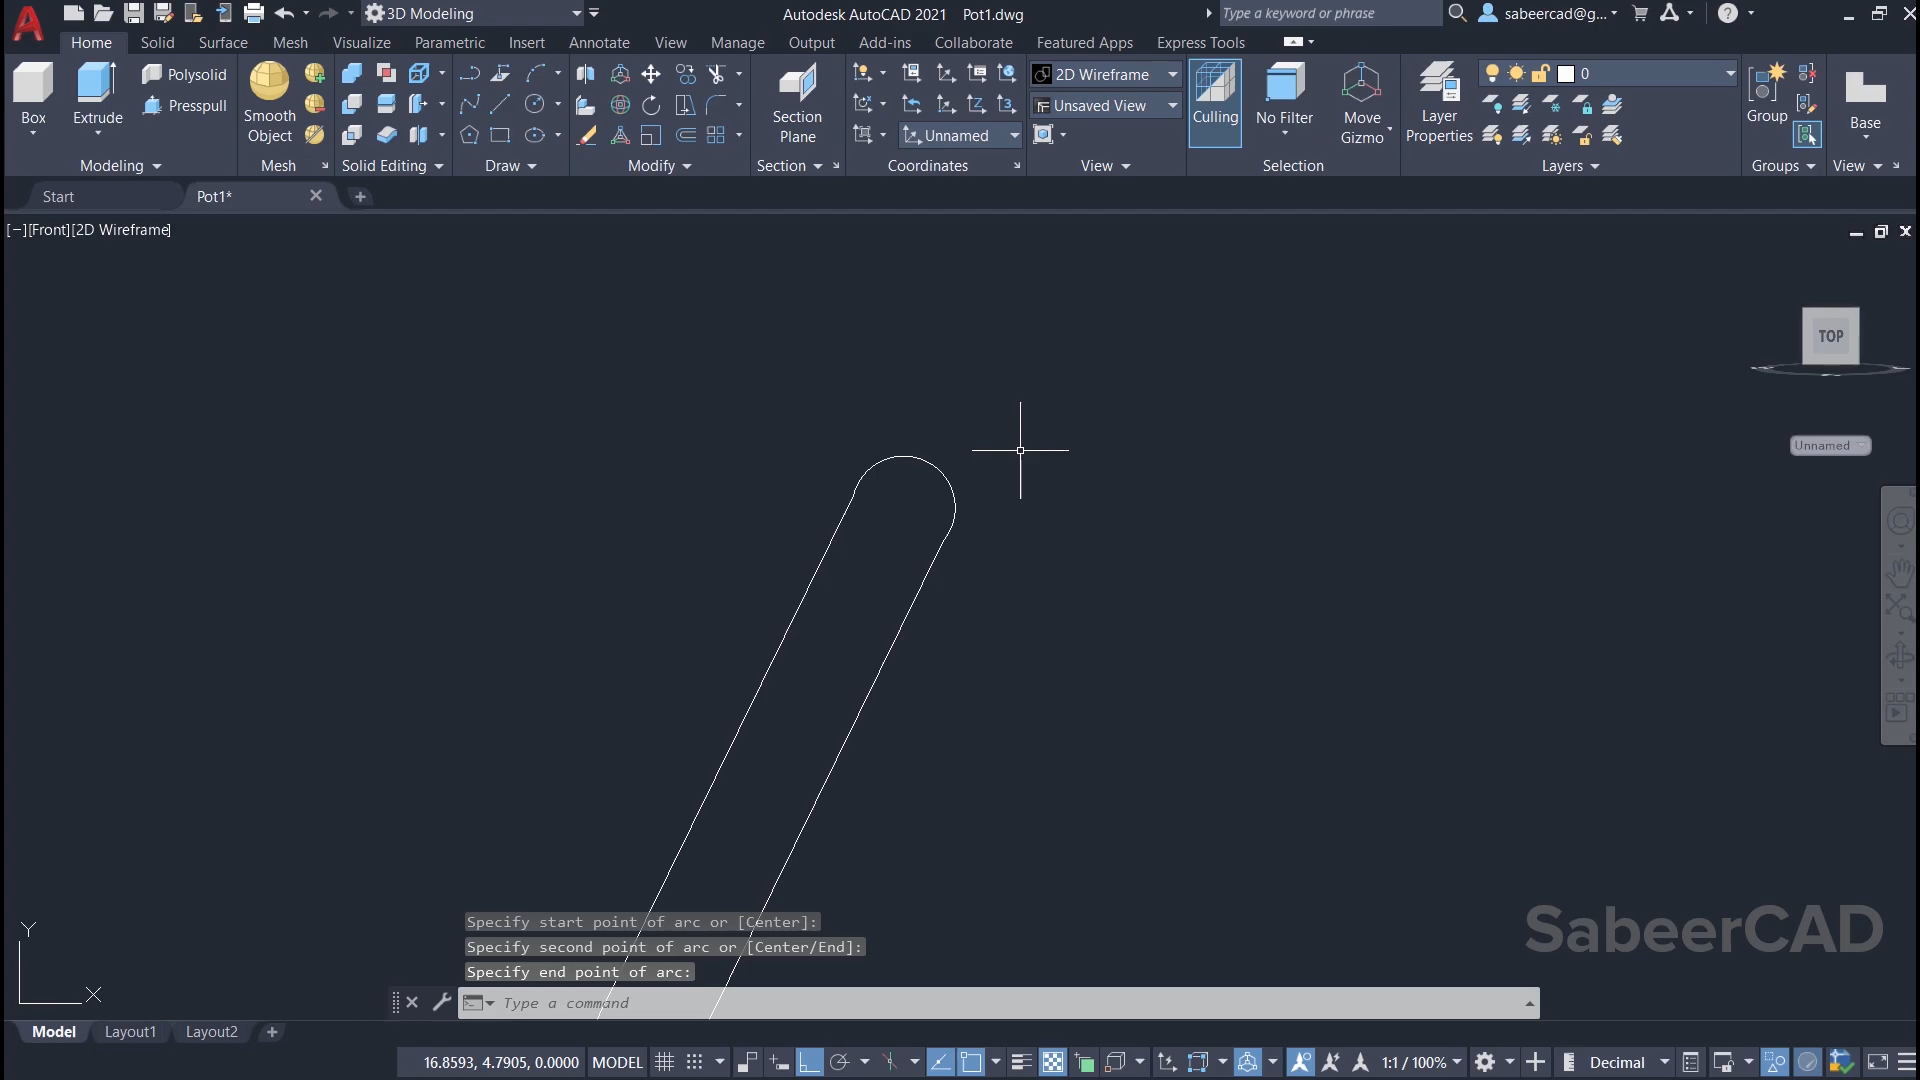 3D Modeling
Autodesk AutoCAD 2021 Pot1.dwg
Type a keyword or phrase
sabeercad@g...
?
Home Solid Surface Mesh Visualize Parametric Insert Annotate View Manage Output Add-ins Collaborate Featured Apps Express Tools
Box
Extrude
Polysolid
Presspull
Smooth Object
Section Plane
2D Wireframe
Unsaved View
Unnamed
Culling
No Filter
Move Gizmo
Layer Properties
0
Group
Base
Modeling Mesh Solid Editing Draw Modify Section Coordinates View Selection Layers Groups View
Start Pot1*
[−][Front][2D Wireframe]
TOP
Unnamed
Specify start point of arc or [Center]:
Specify second point of arc or [Center/End]:
Specify end point of arc:
Type a command
SabeerCAD
Y
X
Model Layout1 Layout2
16.8593, 4.7905, 0.0000 MODEL 1:1 / 100% Decimal